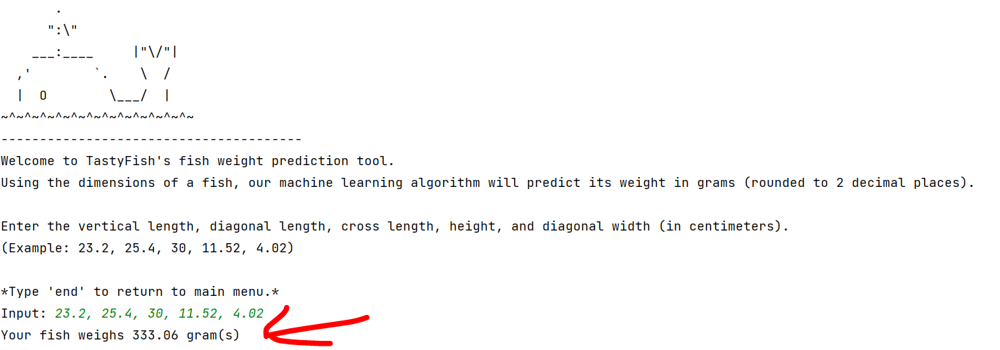 .
      ":\"
    ___:____     |"\/"|
  ,'        `.    \  /
  |  O        \___/  |
~^~^~^~^~^~^~^~^~^~^~^~^~
---------------------------------------
Welcome to TastyFish's fish weight prediction tool.
Using the dimensions of a fish, our machine learning algorithm will predict its weight in grams (rounded to 2 decimal places).
Enter the vertical length, diagonal length, cross length, height, and diagonal width (in centimeters).
(Example: 23.2, 25.4, 30, 11.52, 4.02)
*Type 'end' to return to main menu.*
Input: 23.2, 25.4, 30, 11.52, 4.02
Your fish weighs 333.06 gram(s)